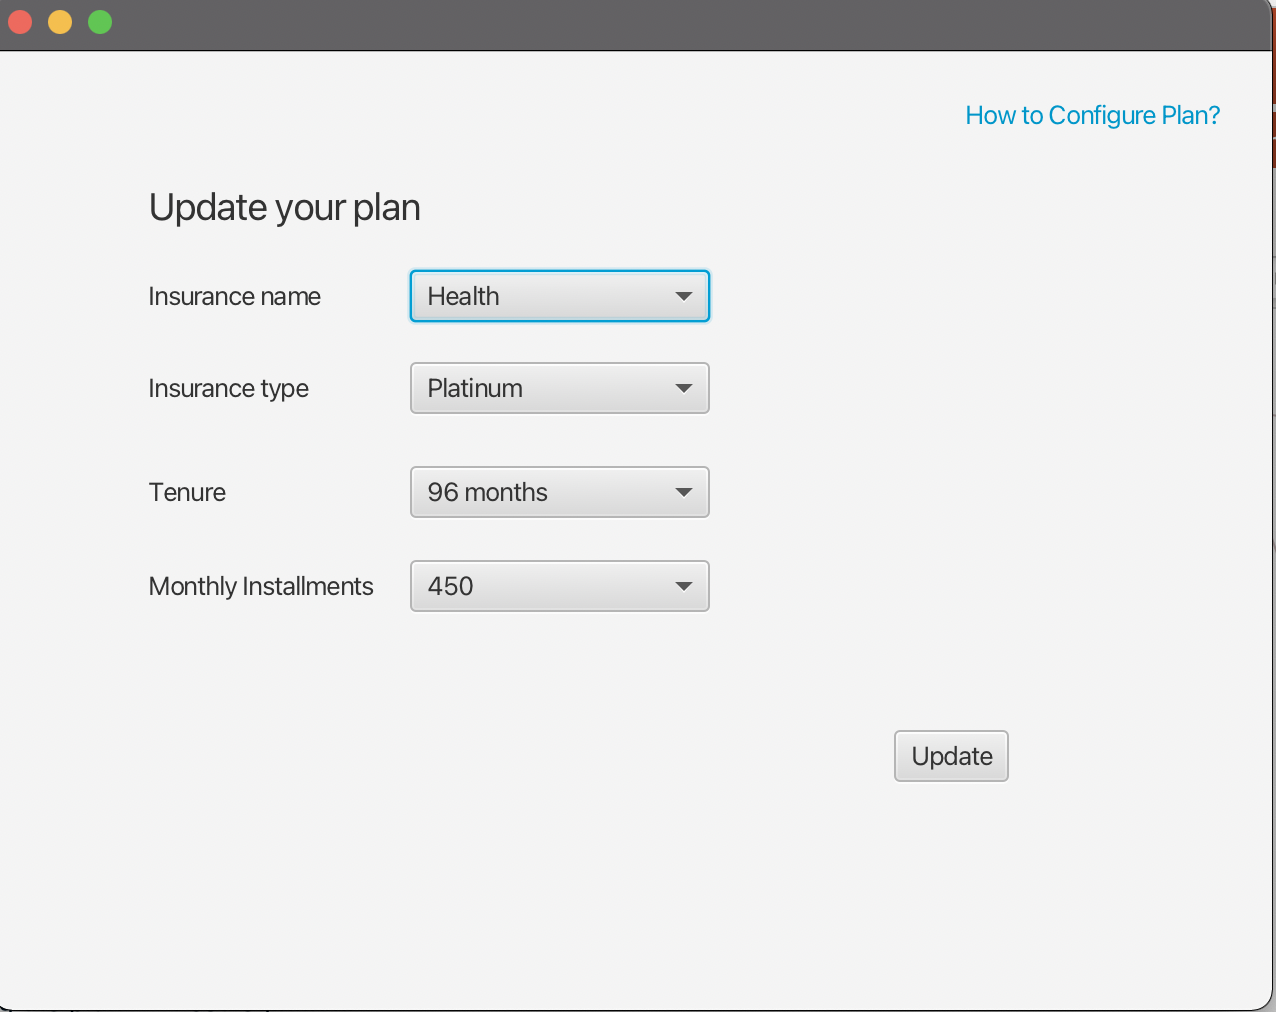 How to Configure Plan?
Update your plan
Insurance name Health
Insurance type Platinum
Tenure 96 months
Monthly Installments 450
Update